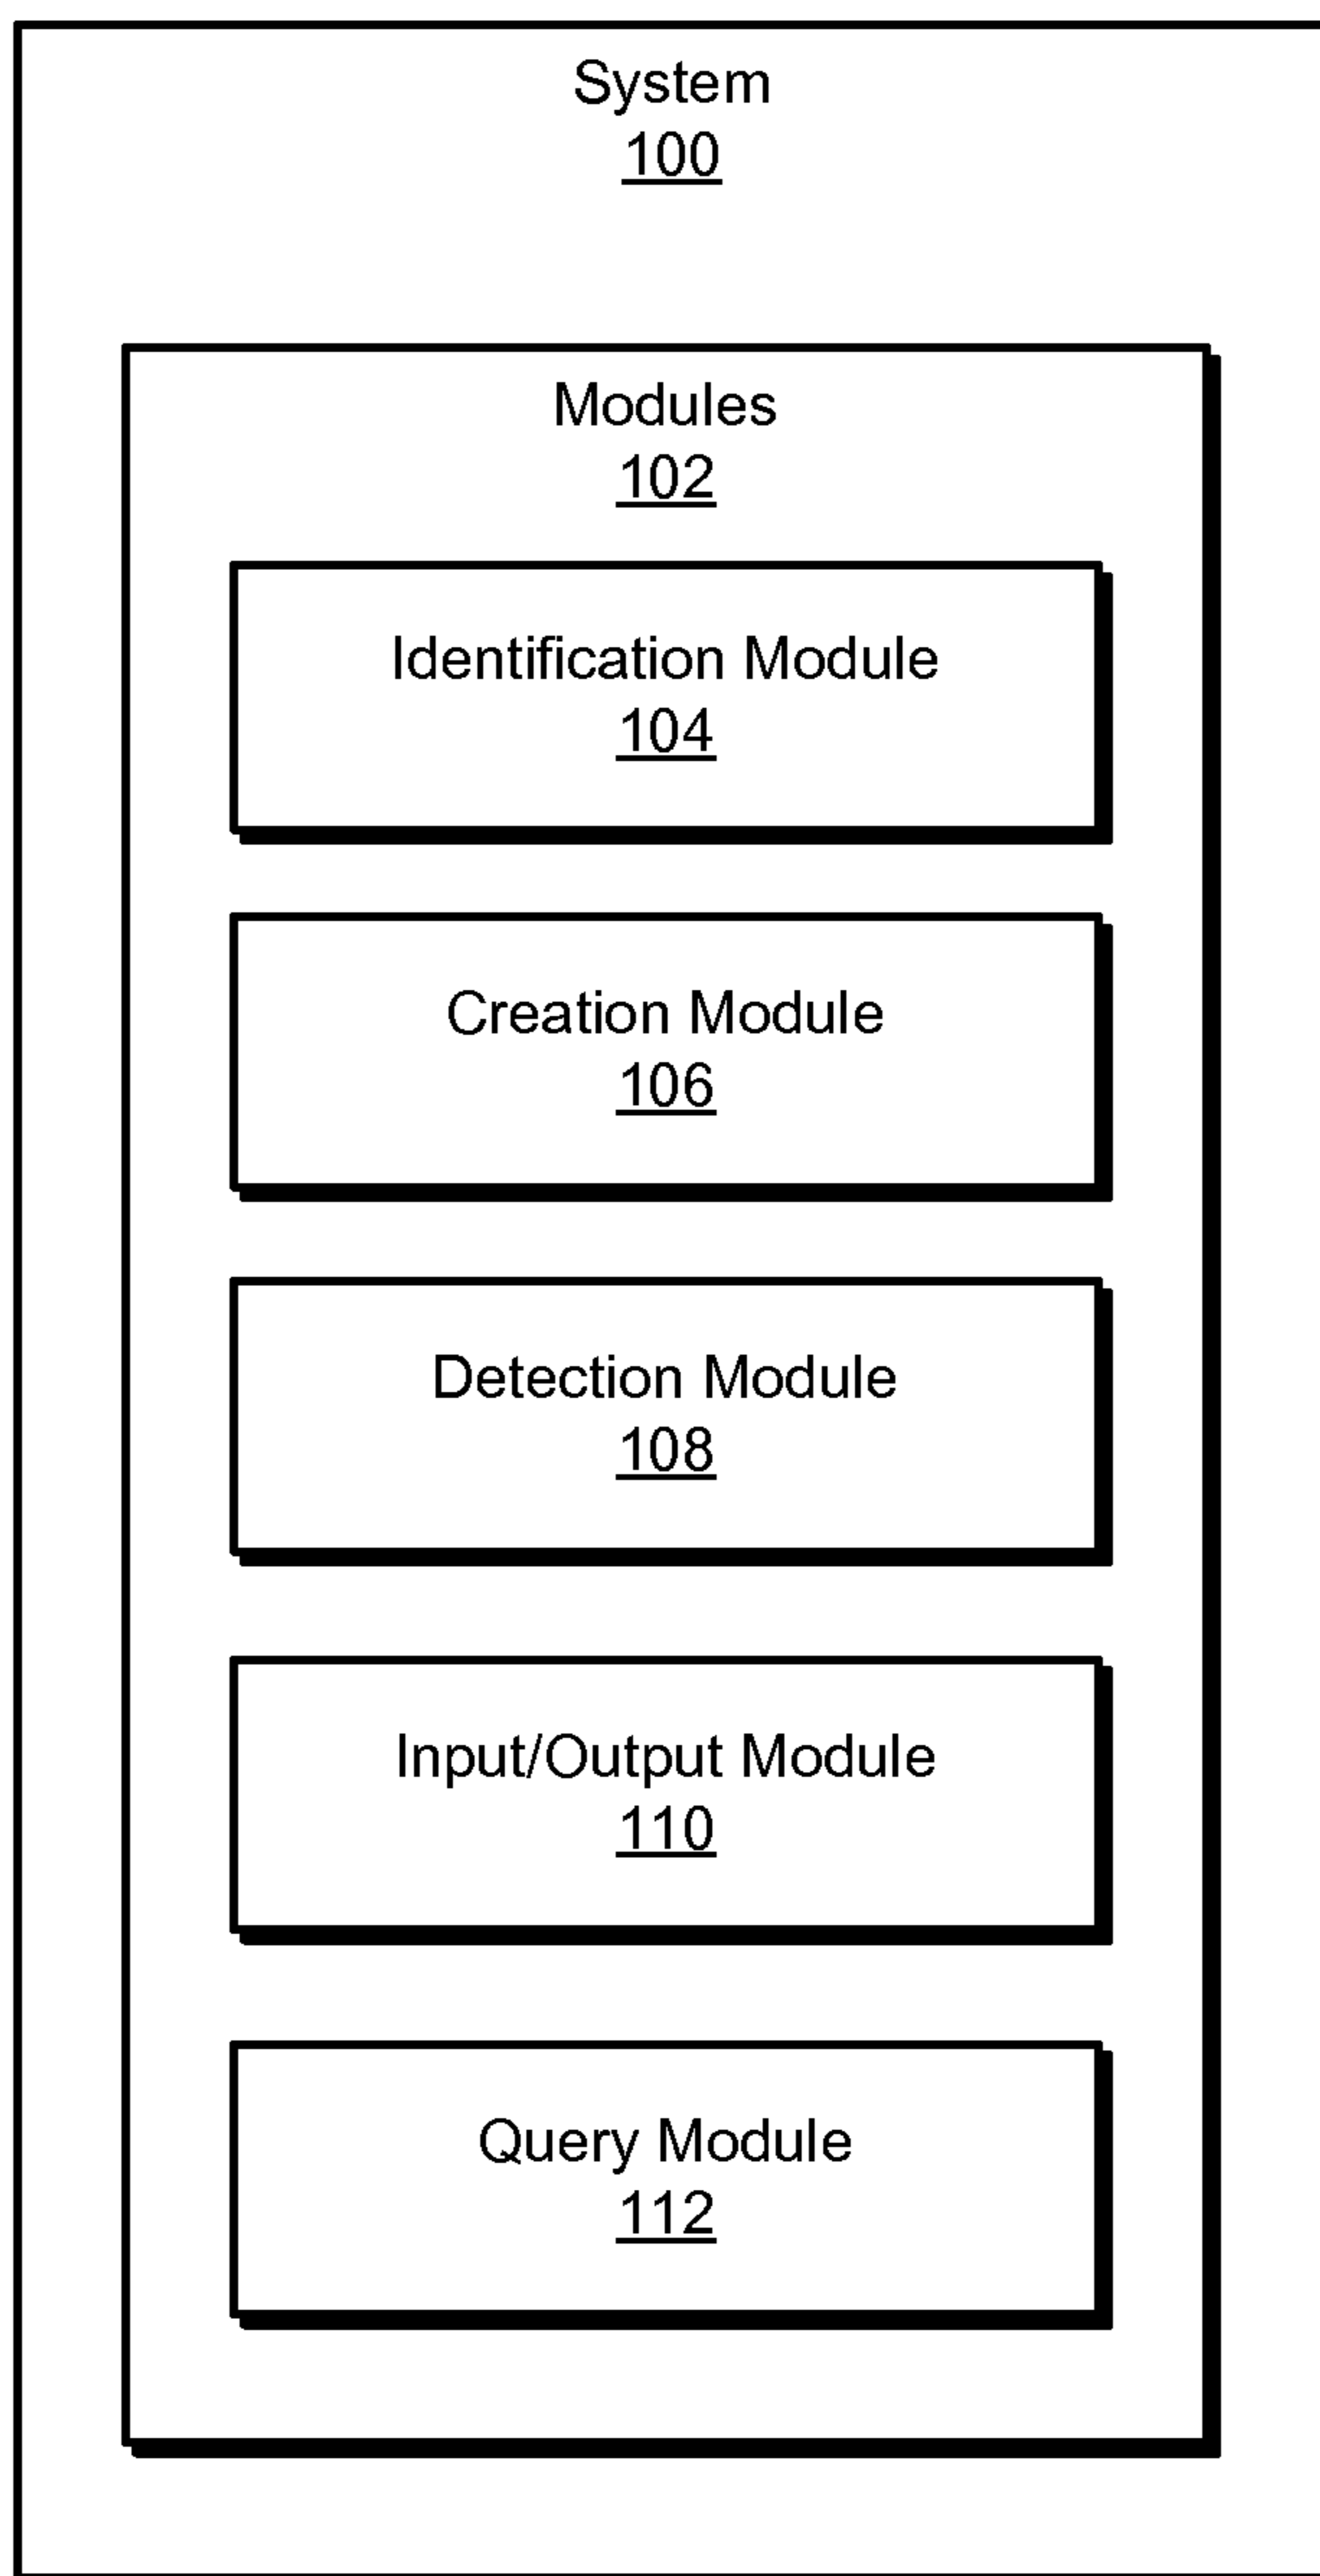 System
100
Modules
102
Identification Module
104
Creation Module
106
Detection Module
108
Input/Output Module
110
Query Module
112